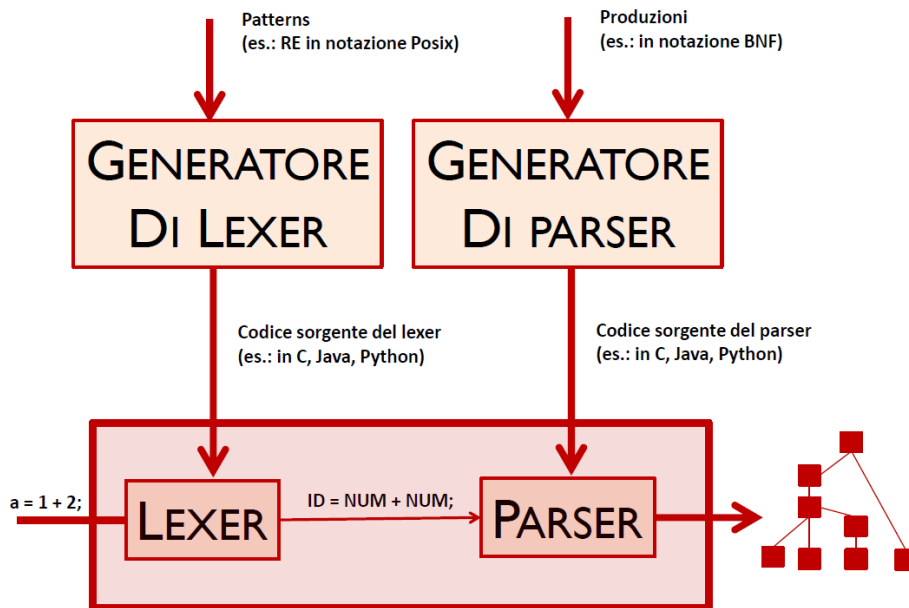 Patterns
(es.: RE in notazione Posix)
Produzioni
(es.: in notazione BNF)
GENERATORE
DI LEXER
GENERATORE
DI PARSER
Codice sorgente del lexer
(es.: in C, Java, Python)
Codice sorgente del parser
(es.: in C, Java, Python)
a = 1 + 2;
LEXER
ID = NUM + NUM;
PARSER